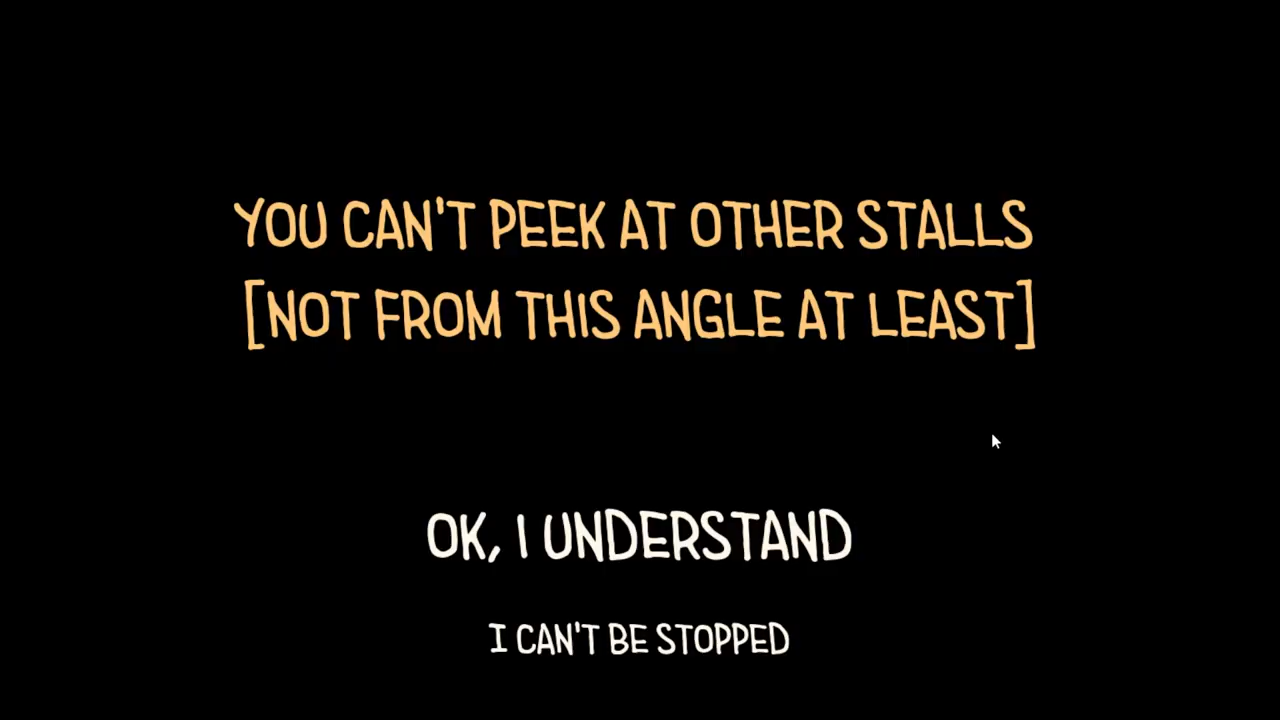 YOU CAN'T PEEK AT OTHER STALLS
[NOT FROM THIS ANGLE AT LEAST]
OK, I UNDERSTAND
I CAN'T BE STOPPED